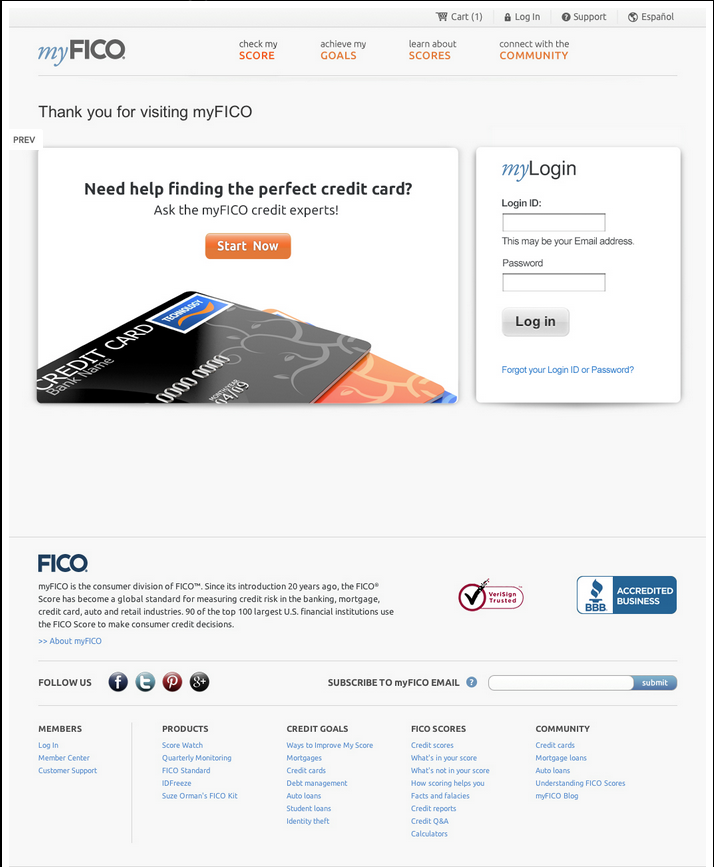 Cart (1)
Log In
Support
Español
myFICO
check my
SCORE
achieve my
GOALS
learn about
SCORES
connect with the
COMMUNITY
Thank you for visiting myFICO
PREV
Need help finding the perfect credit card?
Ask the myFICO credit experts!
Start Now
CREDIT CARD
Bank Name
TECHNOLOGY
0000 0000
MONTH/YEAR
04/09
myLogin
Login ID:
This may be your Email address.
Password
Log in
Forgot your Login ID or Password?
FICO
myFICO is the consumer division of FICO™. Since its introduction 20 years ago, the FICO®
Score has become a global standard for measuring credit risk in the banking, mortgage,
credit card, auto and retail industries. 90 of the top 100 largest U.S. financial institutions use
the FICO Score to make consumer credit decisions.
>> About myFICO
VeriSign
Trusted
BBB
ACCREDITED
BUSINESS
FOLLOW US
f
t
p
g+
SUBSCRIBE TO myFICO EMAIL
?
submit
MEMBERS
Log In
Member Center
Customer Support
PRODUCTS
Score Watch
Quarterly Monitoring
FICO Standard
IDFreeze
Suze Orman's FICO Kit
CREDIT GOALS
Ways to Improve My Score
Mortgages
Credit cards
Debt management
Auto loans
Student loans
Identity theft
FICO SCORES
Credit scores
What's in your score
What's not in your score
How scoring helps you
Facts and falacies
Credit reports
Credit Q&A
Calculators
COMMUNITY
Credit cards
Mortgage loans
Auto loans
Understanding FICO Scores
myFICO Blog